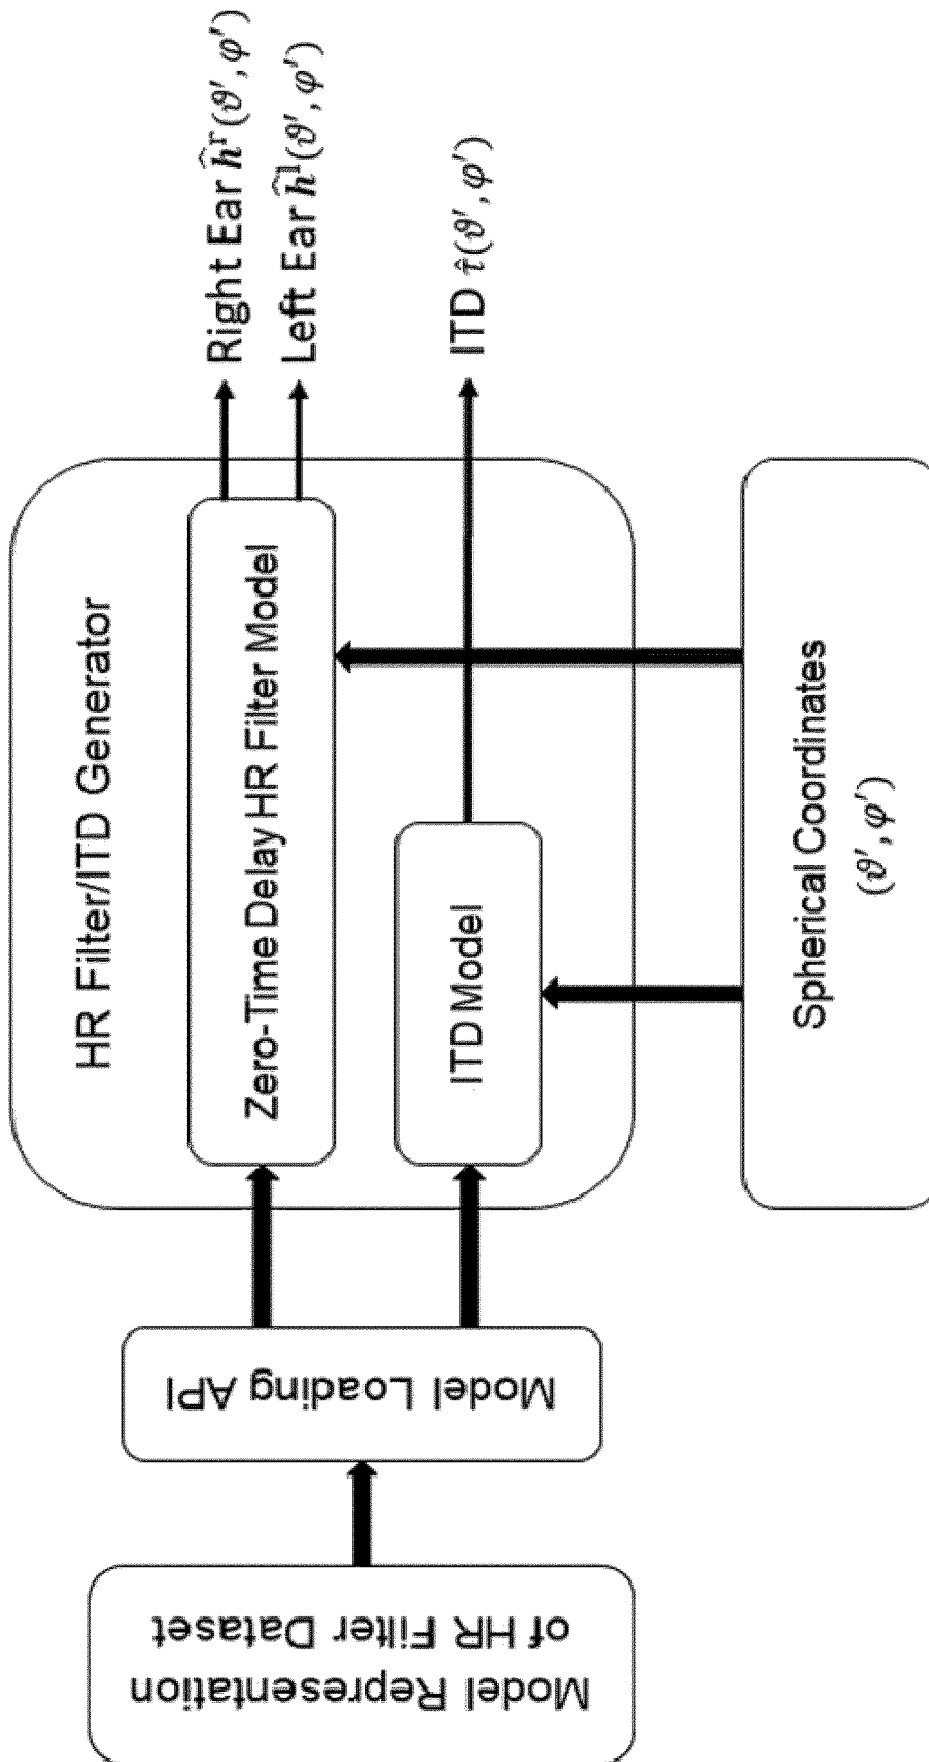 Model Representation
of HR Filter Dataset
Model Loading API
HR Filter/ITD Generator
Zero-Time Delay HR Filter Model
ITD Model
Right Ear ĥʳ(ϑ′, φ′)
Left Ear ĥˡ(ϑ′, φ′)
ITD τ̂(ϑ′, φ′)
Spherical Coordinates
(ϑ′, φ′)